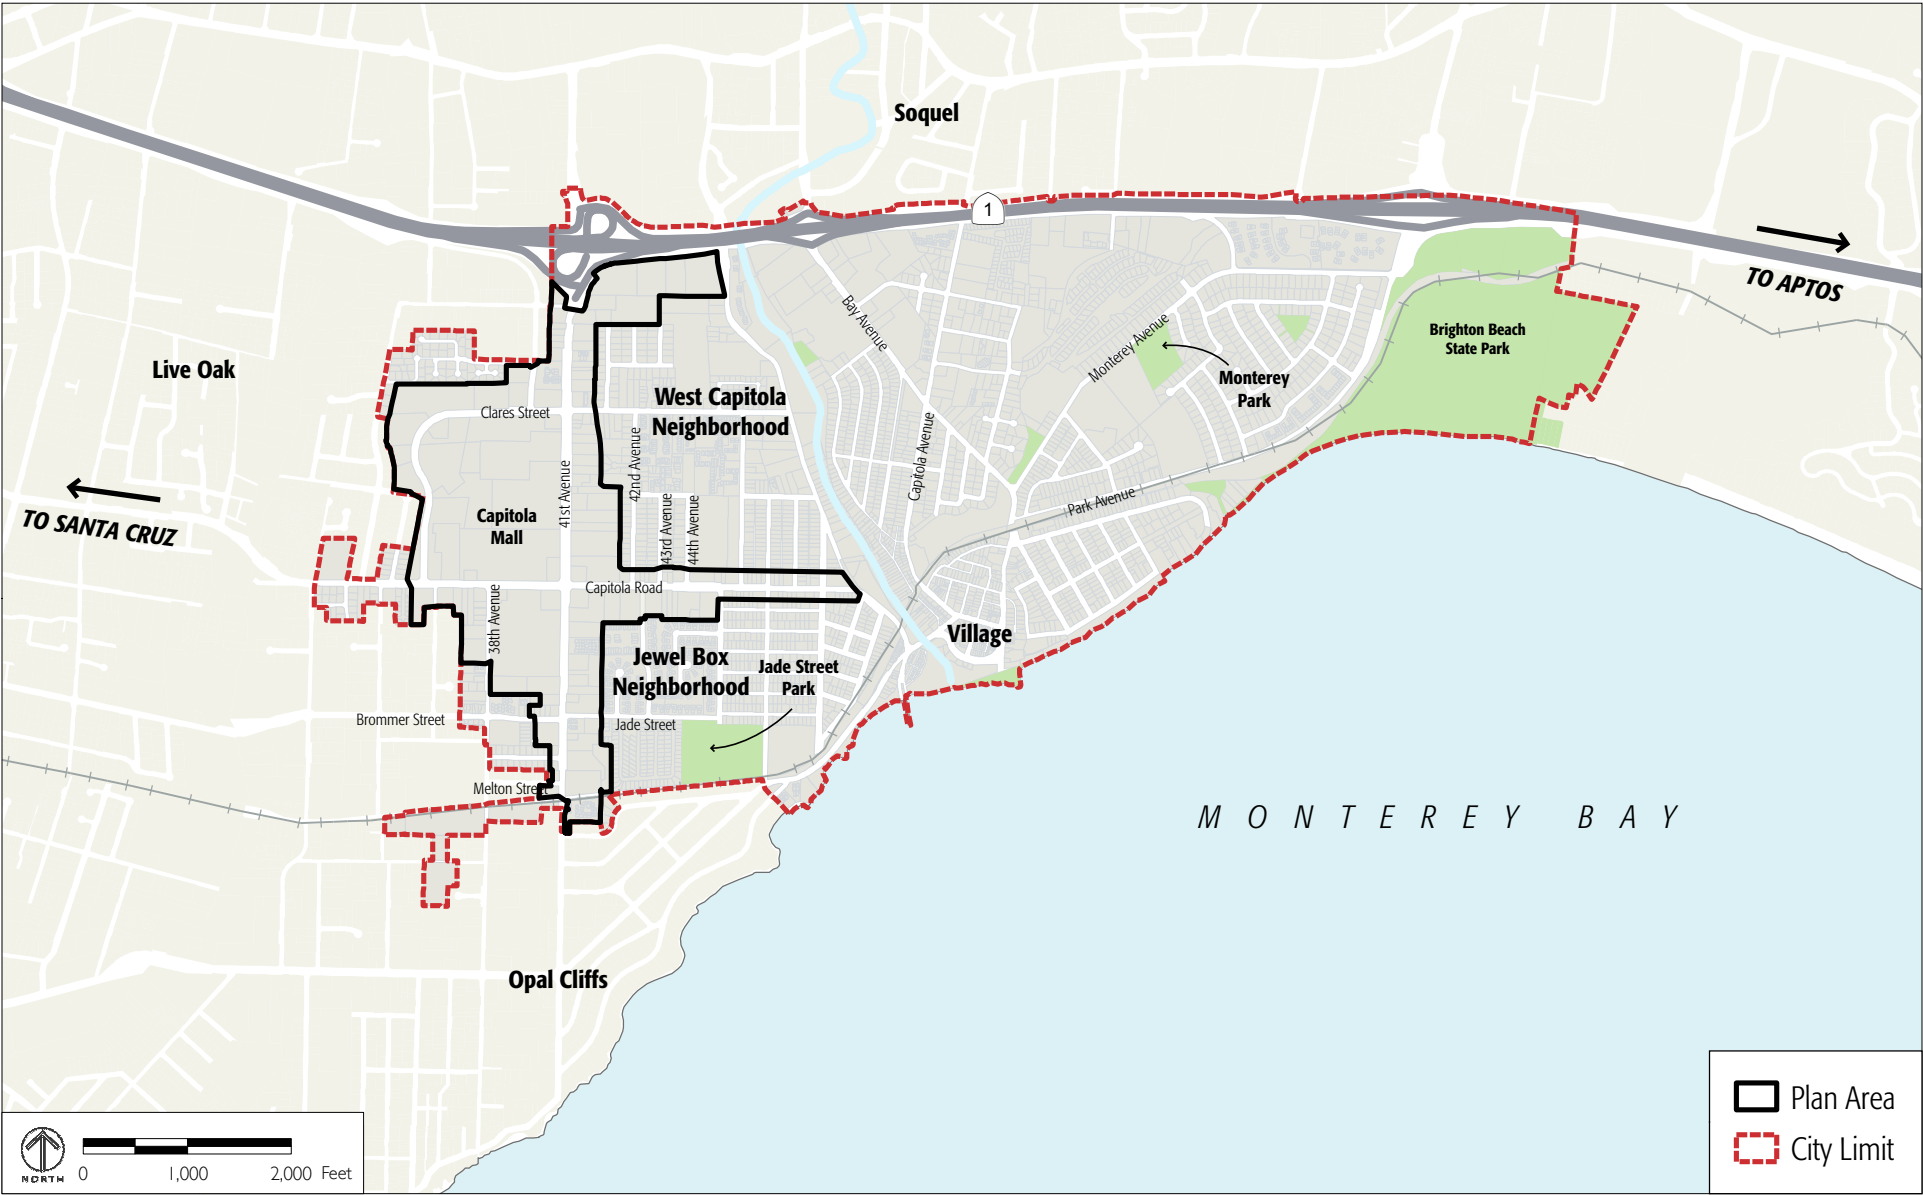 Soquel
1
TO APTOS
Bay Avenue
Monterey Avenue
Brighton Beach
State Park
Live Oak
Monterey
Park
West Capitola
Neighborhood
Clares Street
42nd Avenue
Capitola Avenue
41st Avenue
Capitola
Mall
43rd Avenue
44th Avenue
Park Avenue
TO SANTA CRUZ
Capitola Road
38th Avenue
Village
Jewel Box
Neighborhood
Jade Street
Park
Brommer Street
Jade Street
Melton Street
MONTEREY BAY
Opal Cliffs
Plan Area
City Limit
NORTH
0 1,000 2,000 Feet